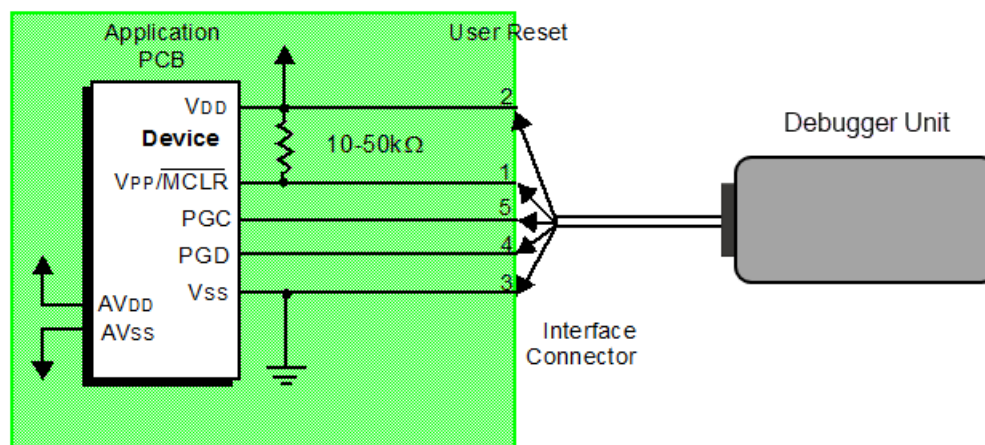 Application
PCB
User Reset
VDD
2
Device
10-50kΩ
Debugger Unit
VPP/MCLR
1
PGC
5
PGD
4
VSS
3
AVDD
AVSS
Interface
Connector